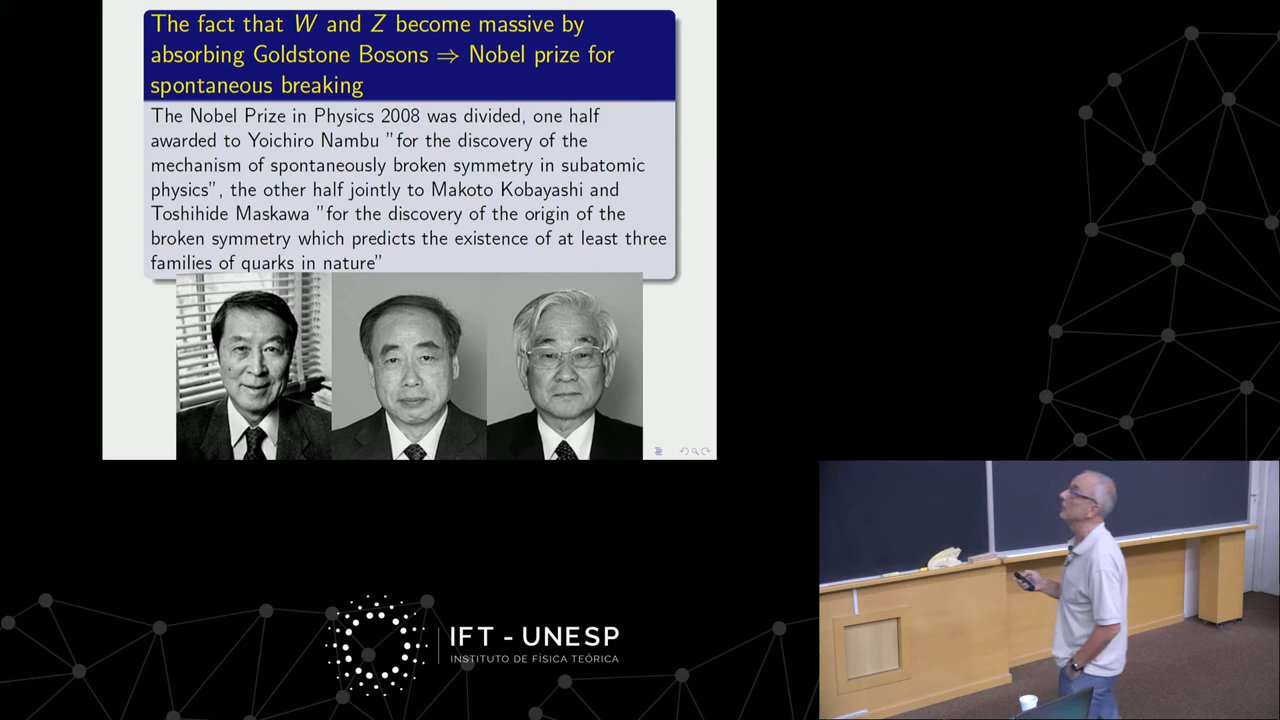 The fact that W and Z become massive by
absorbing Goldstone Bosons ⇒ Nobel prize for
spontaneous breaking
The Nobel Prize in Physics 2008 was divided, one half
awarded to Yoichiro Nambu ”for the discovery of the
mechanism of spontaneously broken symmetry in subatomic
physics”, the other half jointly to Makoto Kobayashi and
Toshihide Maskawa ”for the discovery of the origin of the
broken symmetry which predicts the existence of at least three
families of quarks in nature”
IFT - UNESP
INSTITUTO DE FÍSICA TEÓRICA